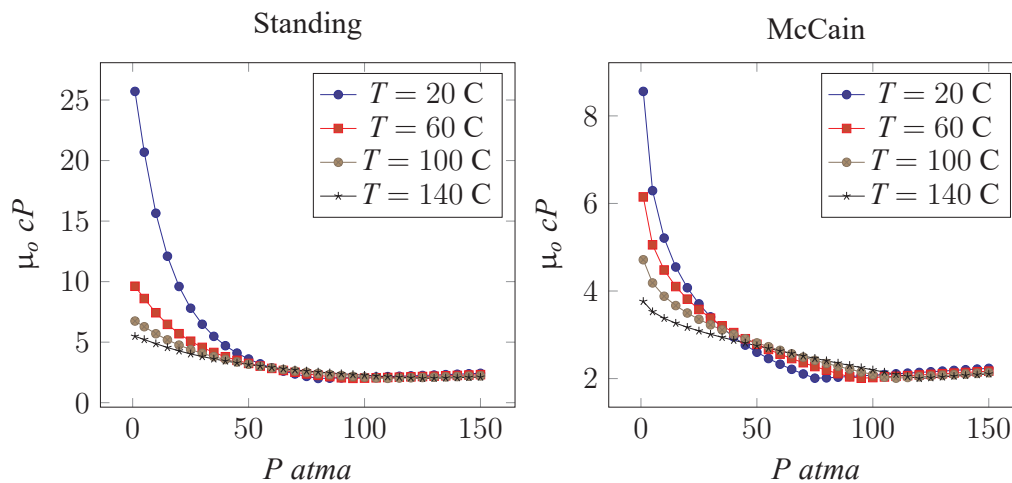 Standing
25
20
15
10
5
0
0 50 100 150
μₒ cP
P atma
T = 20 C
T = 60 C
T = 100 C
T = 140 C
McCain
8
6
4
2
0 50 100 150
μₒ cP
P atma
T = 20 C
T = 60 C
T = 100 C
T = 140 C